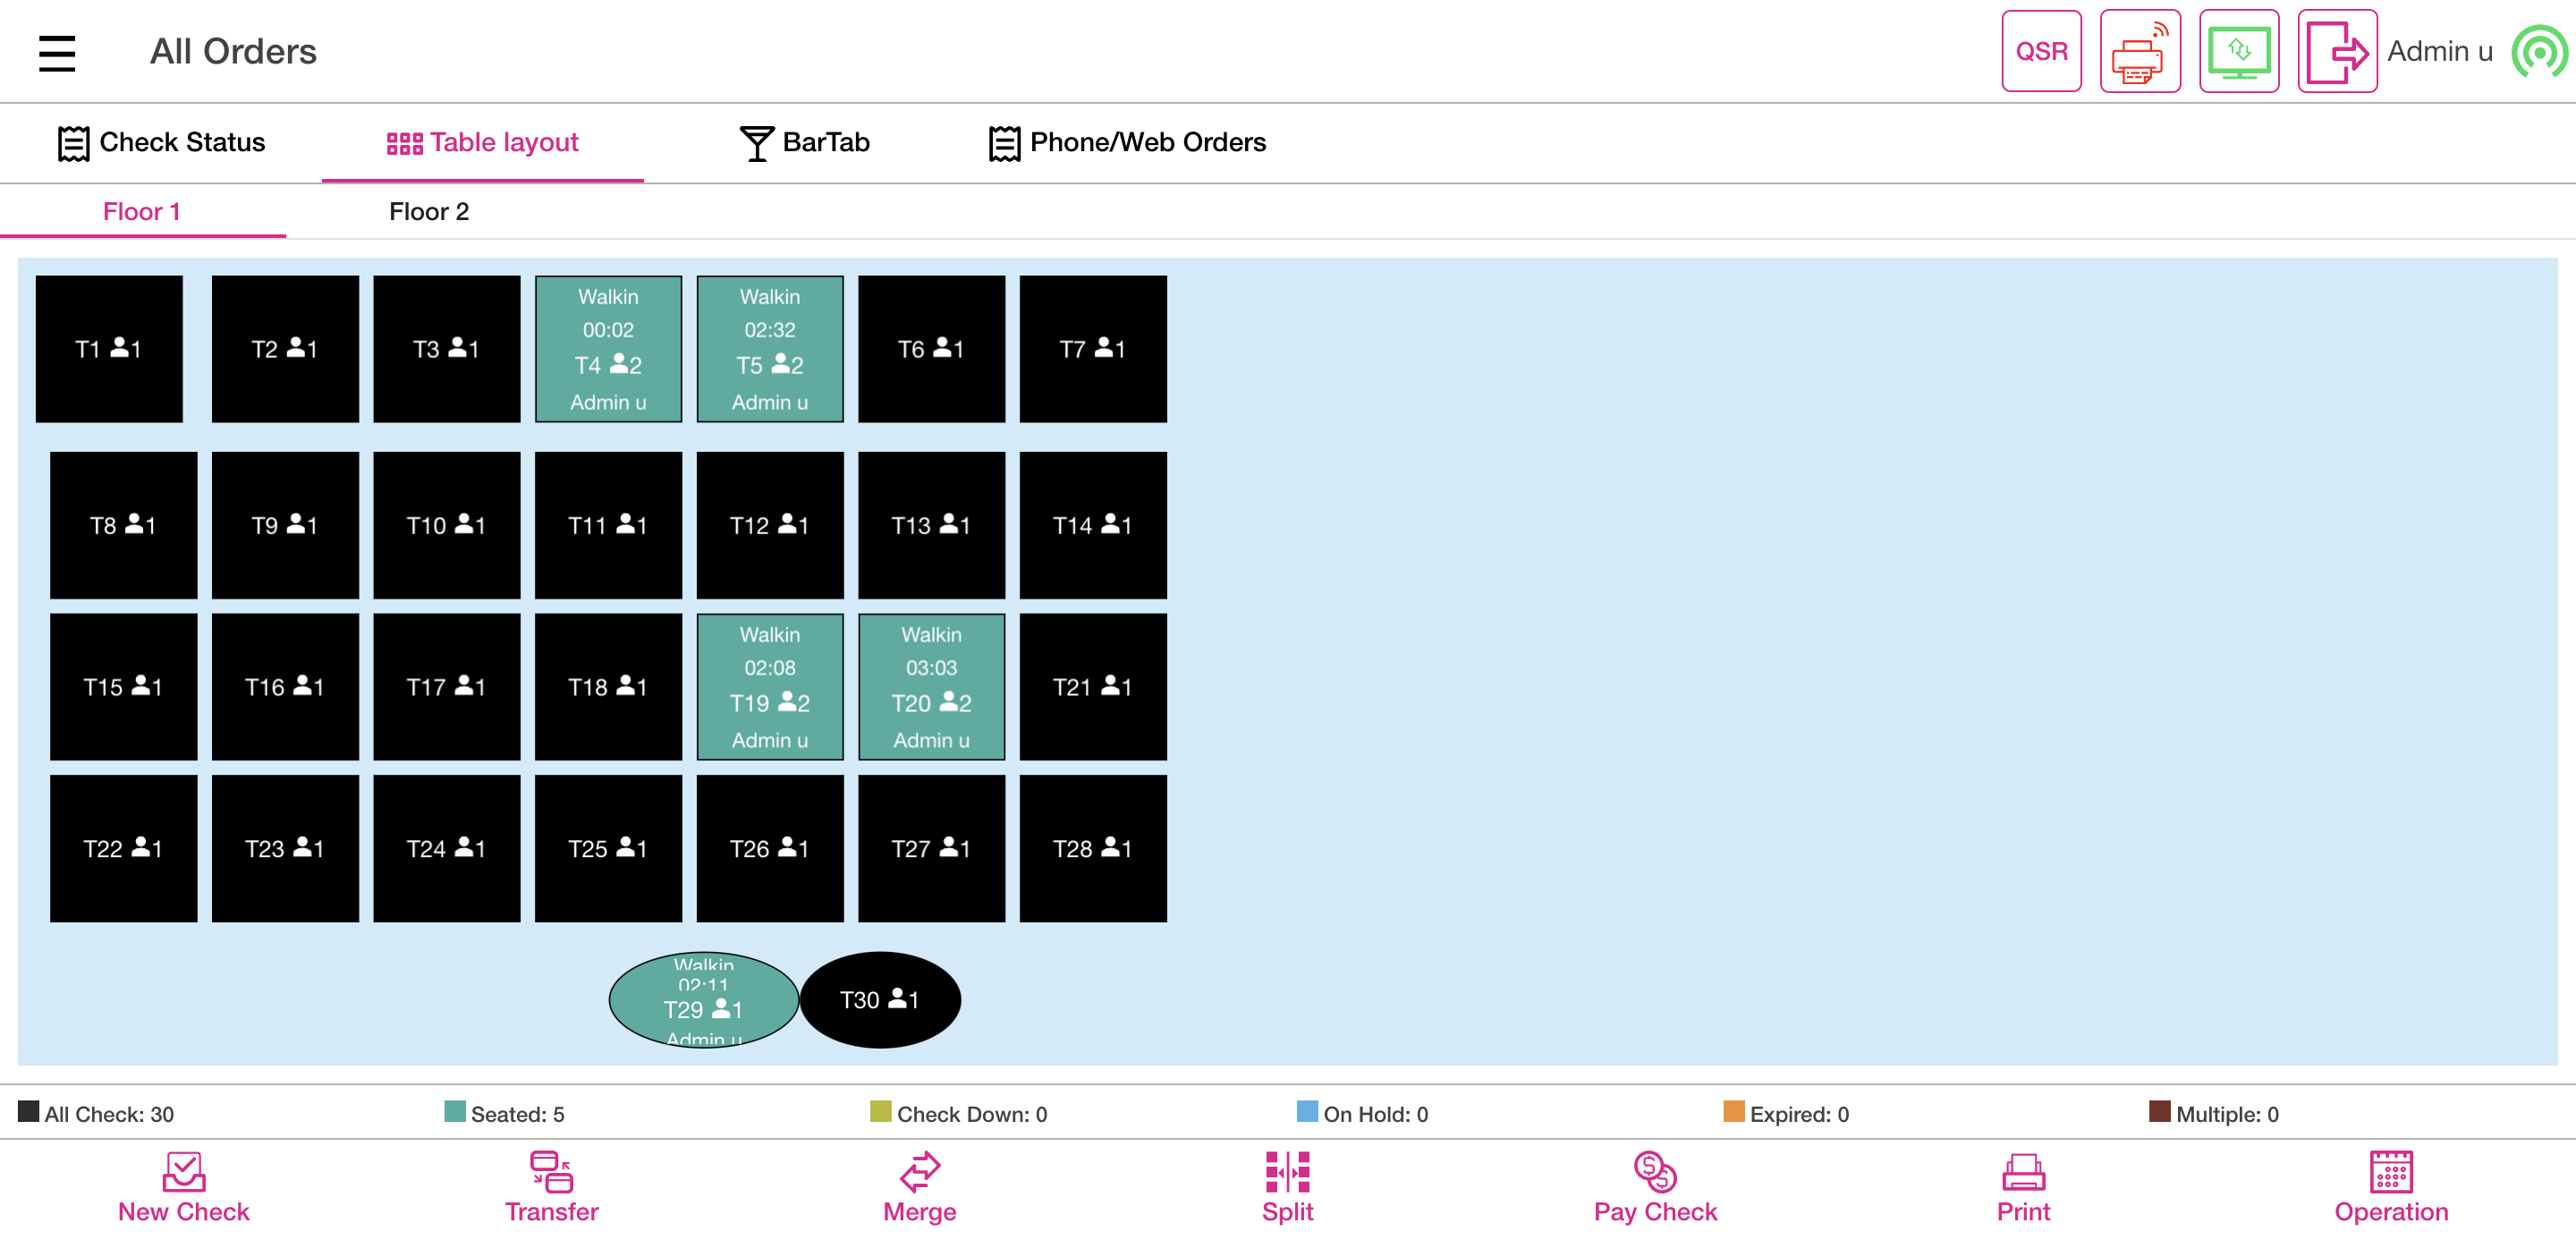 All Orders
QSR
Admin u
Check Status
Table layout
BarTab
Phone/Web Orders
Floor 1
Floor 2
T1 1
T2 1
T3 1
Walkin
00:02
T4 2
Admin u
Walkin
02:32
T5 2
Admin u
T6 1
T7 1
T8 1
T9 1
T10 1
T11 1
T12 1
T13 1
T14 1
T15 1
T16 1
T17 1
T18 1
Walkin
02:08
T19 2
Admin u
Walkin
03:03
T20 2
Admin u
T21 1
T22 1
T23 1
T24 1
T25 1
T26 1
T27 1
T28 1
Walkin
02:11
T29 1
Admin u
T30 1
All Check: 30
Seated: 5
Check Down: 0
On Hold: 0
Expired: 0
Multiple: 0
New Check
Transfer
Merge
Split
Pay Check
Print
Operation